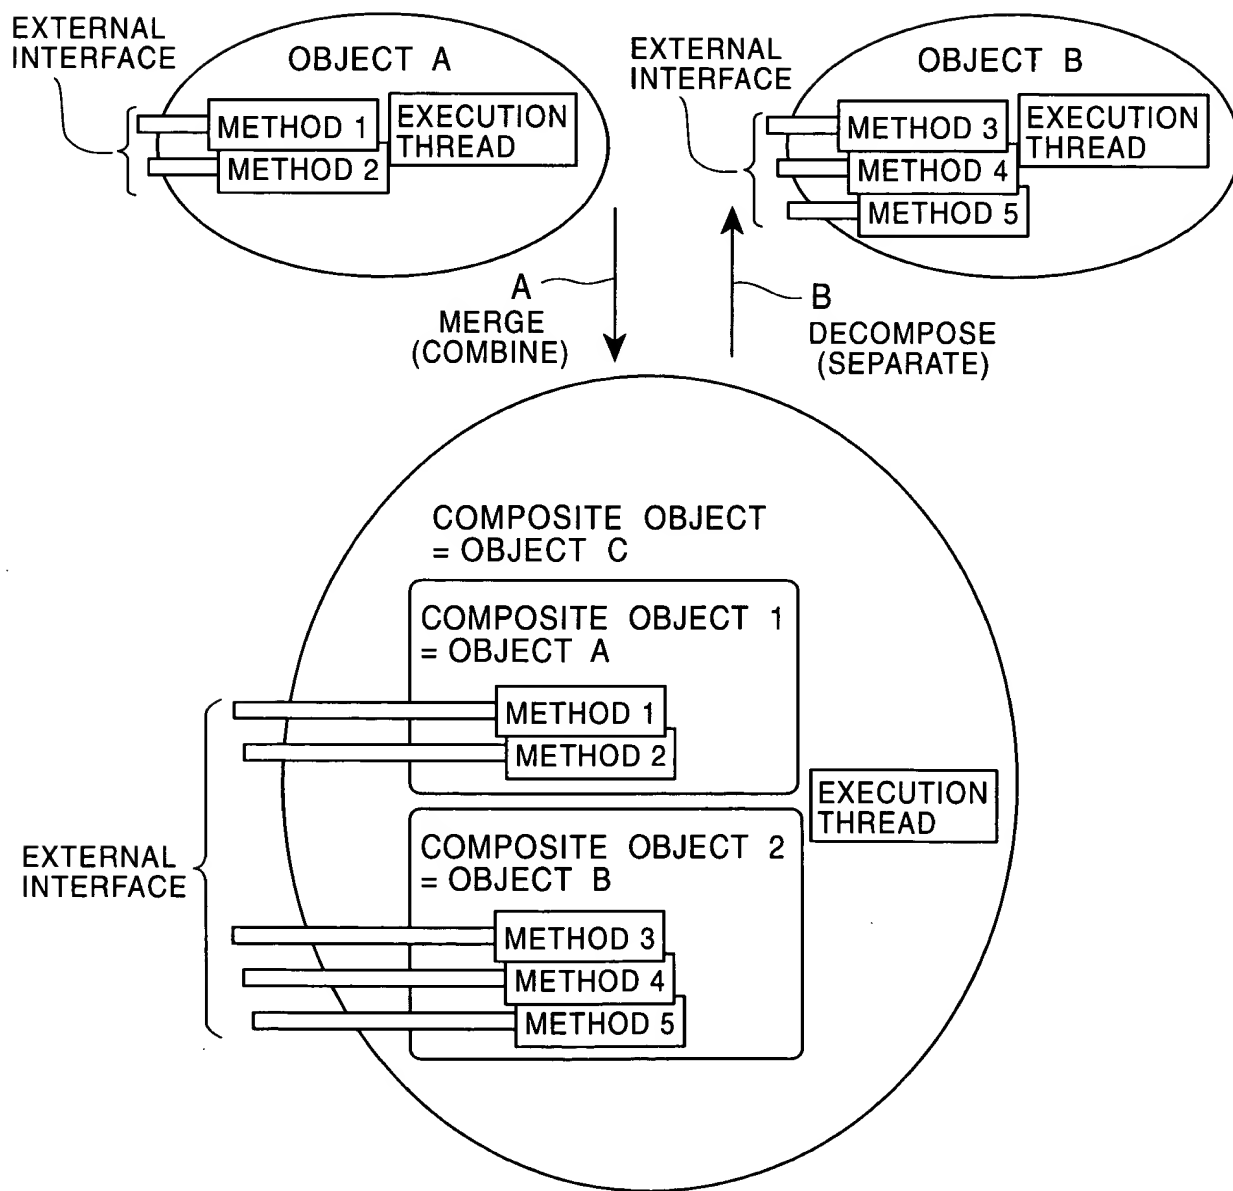 EXTERNAL
INTERFACE
OBJECT A
METHOD 1
METHOD 2
EXECUTION
THREAD
EXTERNAL
INTERFACE
OBJECT B
METHOD 3
METHOD 4
METHOD 5
EXECUTION
THREAD
A
MERGE
(COMBINE)
B
DECOMPOSE
(SEPARATE)
COMPOSITE OBJECT
= OBJECT C
COMPOSITE OBJECT 1
= OBJECT A
METHOD 1
METHOD 2
EXECUTION
THREAD
EXTERNAL
INTERFACE
COMPOSITE OBJECT 2
= OBJECT B
METHOD 3
METHOD 4
METHOD 5